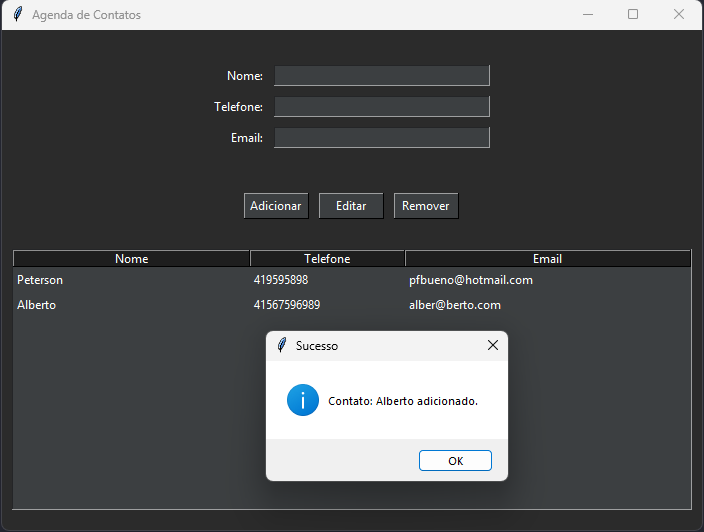 Agenda de Contatos
Nome:
Telefone:
Email:
Adicionar Editar Remover
Nome Telefone Email
Peterson 419595898 pfbueno@hotmail.com
Alberto 41567596989 alber@berto.com
Sucesso
Contato: Alberto adicionado.
OK